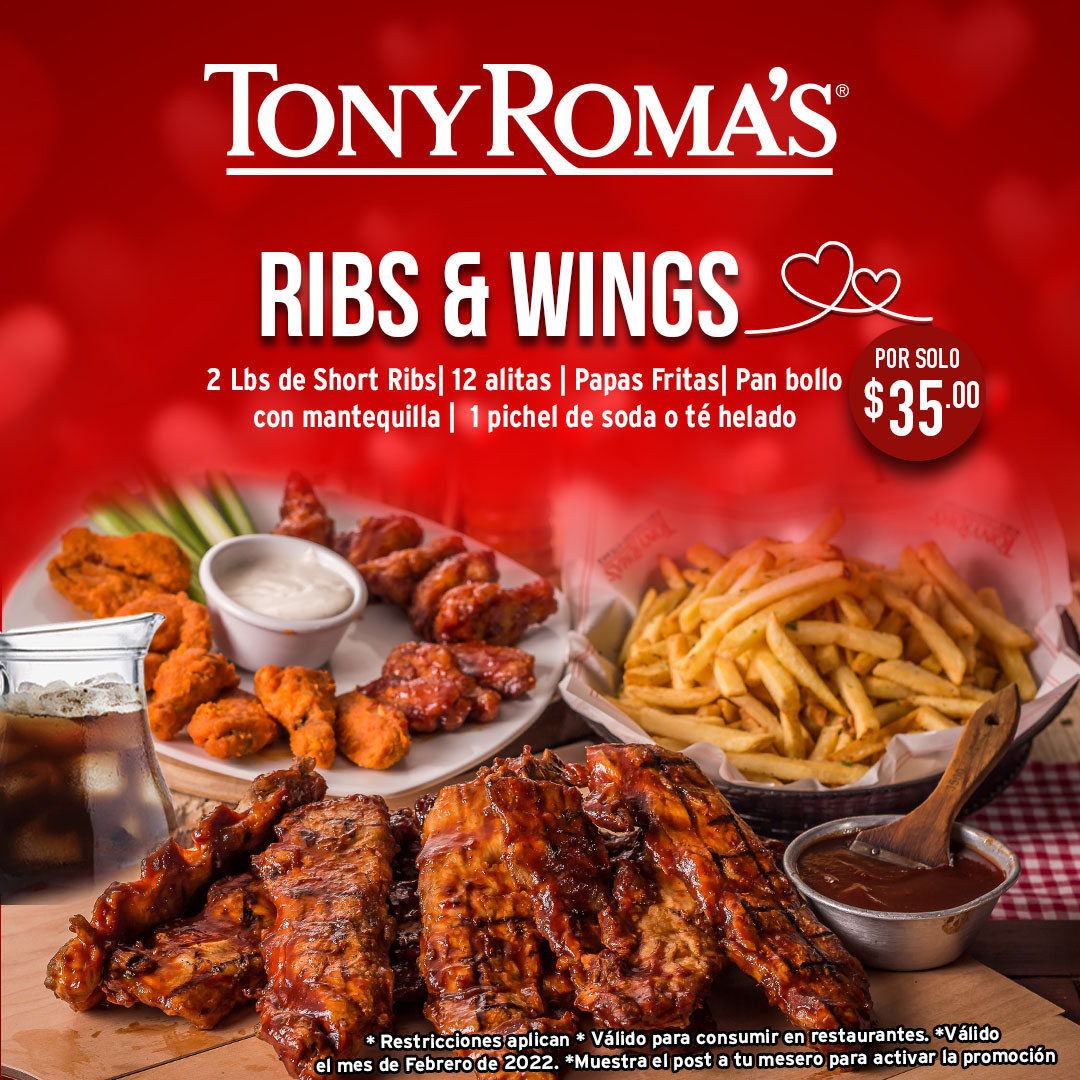 TONY ROMA'S®
RIBS & WINGS
2 Lbs de Short Ribs| 12 alitas | Papas Fritas| Pan bollo
con mantequilla | 1 pichel de soda o té helado
POR SOLO
$35.00
* Restricciones aplican * Válido para consumir en restaurantes. *Válido
el mes de Febrero de 2022. *Muestra el post a tu mesero para activar la promoción